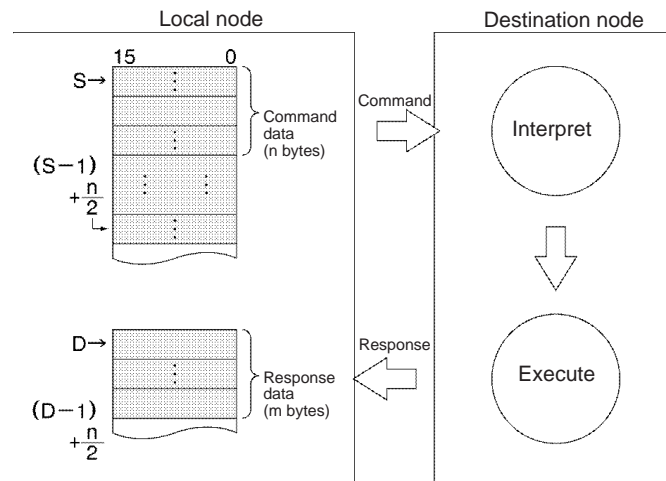 Local node
Destination node
15 0
S→
Command
data
(n bytes)
(S−1)
+ n/2
Command
Interpret
D→
Response
data
(m bytes)
(D−1)
+ n/2
Response
Execute